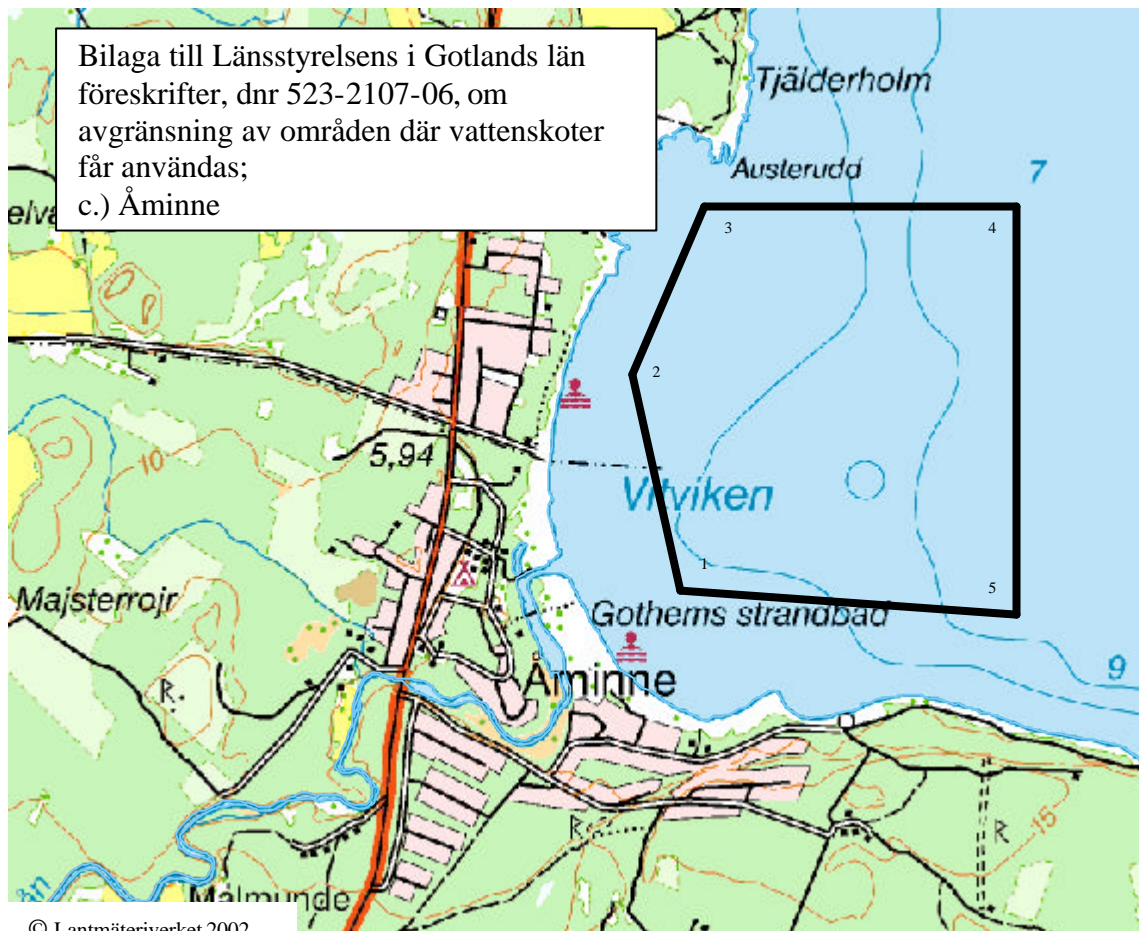 Bilaga till Länsstyrelsens i Gotlands län
föreskrifter, dnr 523-2107-06, om
avgränsning av områden där vattenskoter
får användas;
c.) Åminne
Tjälderholm
Austerudd
7
3
4
2
10
5,94
Vitviken
1
5
Majsterrojr
Gothems strandbad
R.
Åminne
9
R.
R
15
Malmunde
© Lantmäteriverket 2002